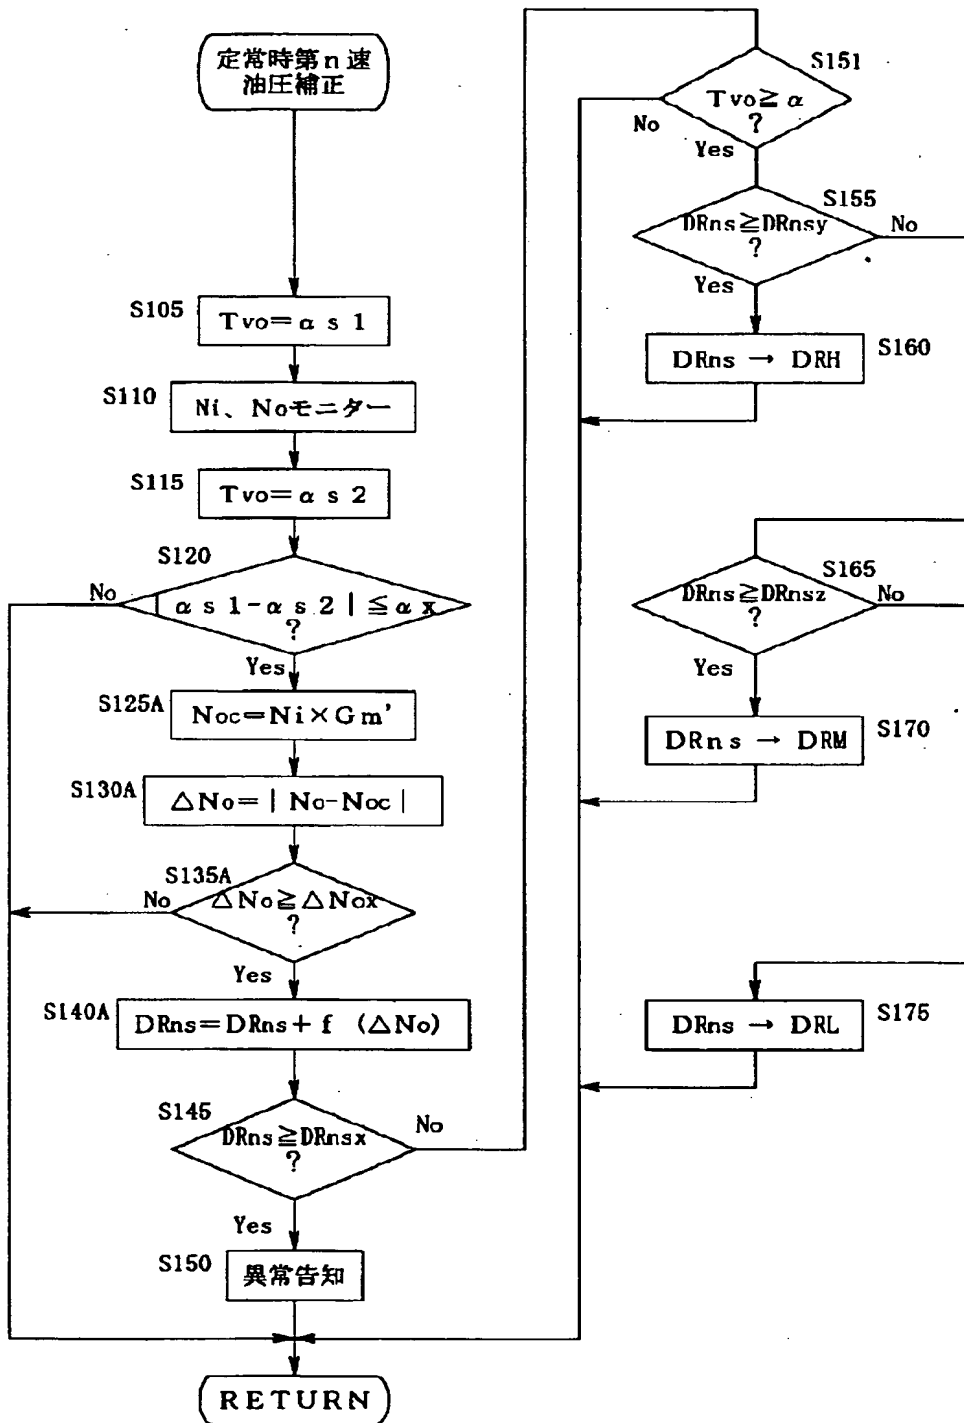 定常時第n速
油圧補正
S105
Tvo=αs1
S110
Ni、Noモニター
S115
Tvo=αs2
S120
|αs1-αs2|≦αx
?
No
Yes
S125A
Noc=Ni×Gm'
S130A
△No=|No-Noc|
S135A
△No≧△Nox
?
No
Yes
S140A
DRns=DRns+f(△No)
S145
DRns≧DRnsx
?
No
Yes
S150
異常告知
RETURN
S151
Tvo≧α
?
No
Yes
S155
DRns≧DRnsy
?
No
Yes
S160
DRns → DRH
S165
DRns≧DRnsz
?
No
Yes
S170
DRns → DRM
S175
DRns → DRL